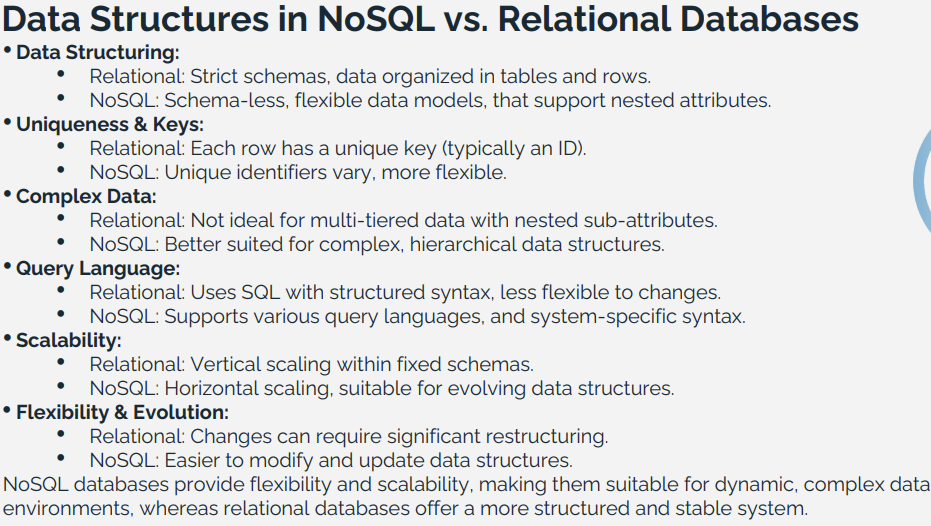 Data Structures in NoSQL vs. Relational Databases
• Data Structuring:
• Relational: Strict schemas, data organized in tables and rows.
• NoSQL: Schema-less, flexible data models, that support nested attributes.
• Uniqueness & Keys:
• Relational: Each row has a unique key (typically an ID).
• NoSQL: Unique identifiers vary, more flexible.
• Complex Data:
• Relational: Not ideal for multi-tiered data with nested sub-attributes.
• NoSQL: Better suited for complex, hierarchical data structures.
• Query Language:
• Relational: Uses SQL with structured syntax, less flexible to changes.
• NoSQL: Supports various query languages, and system-specific syntax.
• Scalability:
• Relational: Vertical scaling within fixed schemas.
• NoSQL: Horizontal scaling, suitable for evolving data structures.
• Flexibility & Evolution:
• Relational: Changes can require significant restructuring.
• NoSQL: Easier to modify and update data structures.
NoSQL databases provide flexibility and scalability, making them suitable for dynamic, complex data
environments, whereas relational databases offer a more structured and stable system.